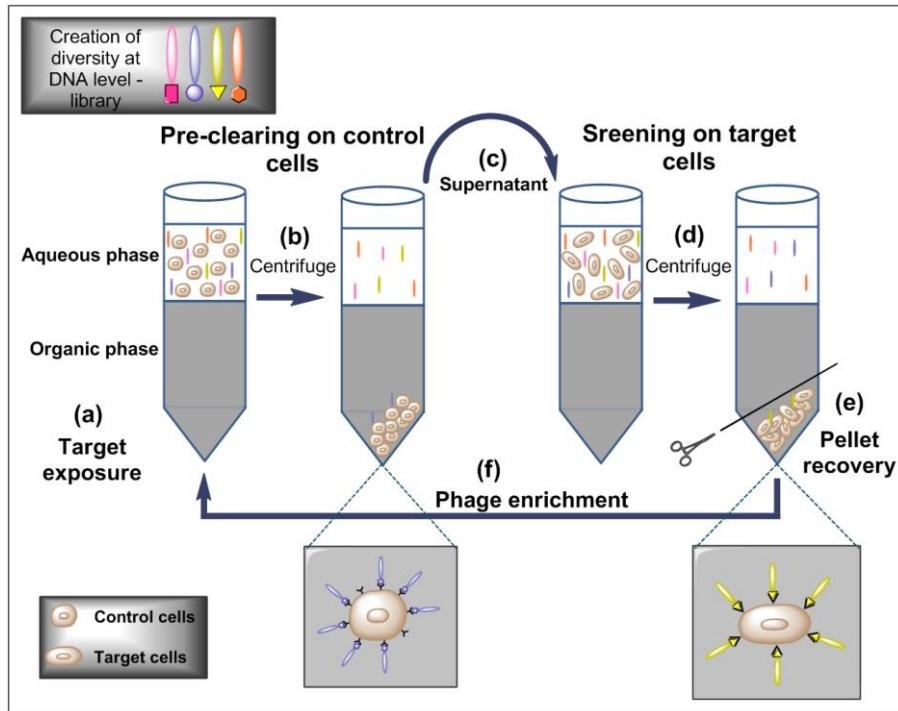 Creation of
diversity at
DNA level -
library
Pre-clearing on control
cells
(c)
Supernatant
Sreening on target
cells
Aqueous phase
(b)
Centrifuge
(d)
Centrifuge
Organic phase
(a)
Target
exposure
(e)
Pellet
recovery
(f)
Phage enrichment
Control cells
Target cells